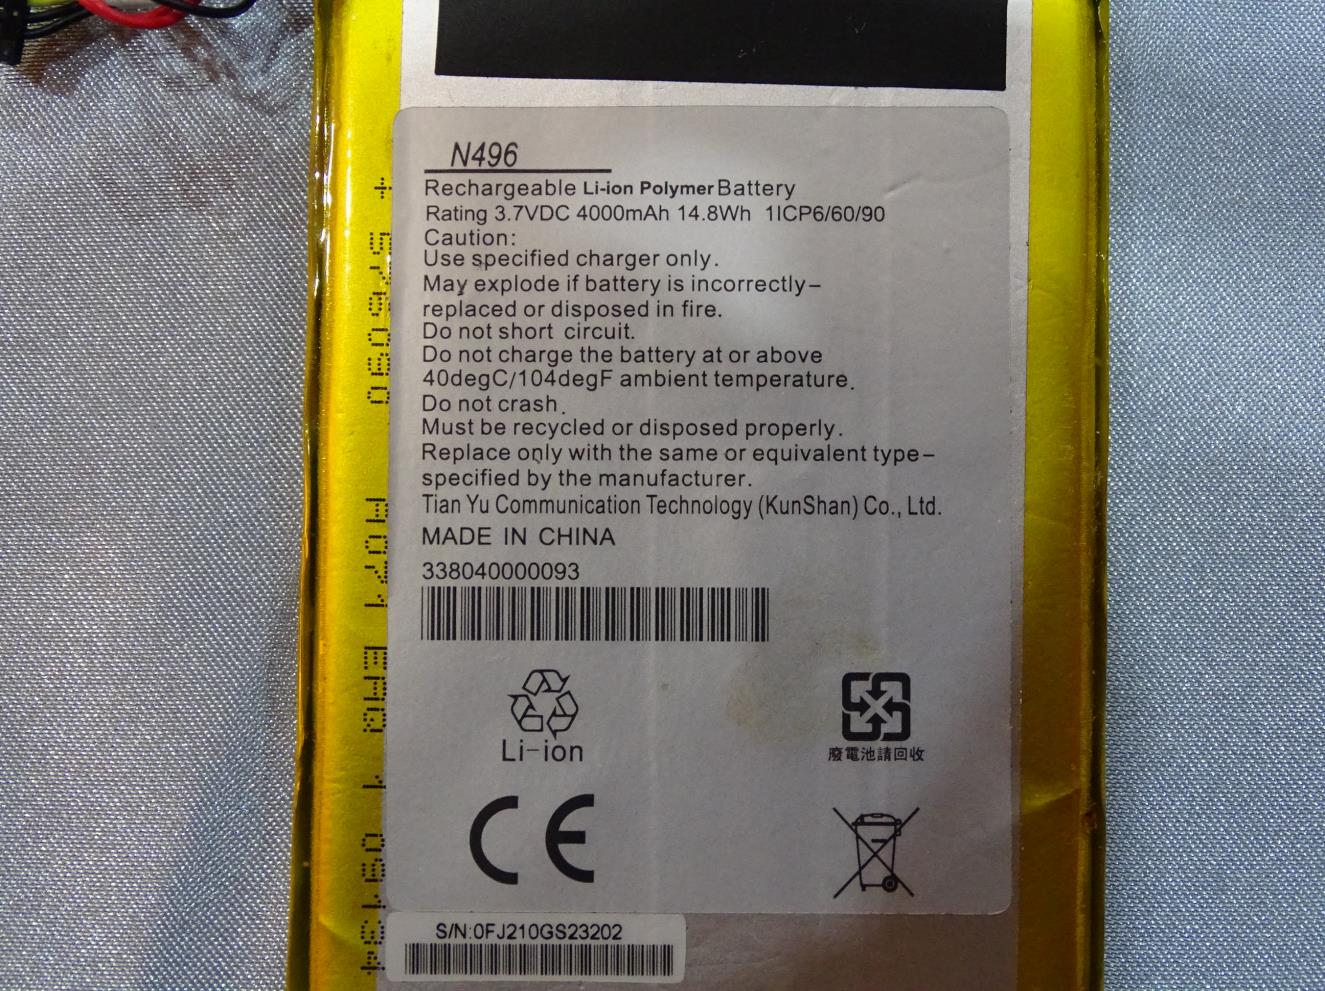 N496
Rechargeable Li-ion Polymer Battery
Rating 3.7VDC 4000mAh 14.8Wh 1ICP6/60/90
Caution:
Use specified charger only.
May explode if battery is incorrectly-
replaced or disposed in fire.
Do not short circuit.
Do not charge the battery at or above
40degC/104degF ambient temperature.
Do not crash.
Must be recycled or disposed properly.
Replace only with the same or equivalent type-
specified by the manufacturer.
Tian Yu Communication Technology (KunShan) Co., Ltd.
MADE IN CHINA
338040000093
Li-ion
廢電池請回收
CE
S/N:0FJ210GS23202